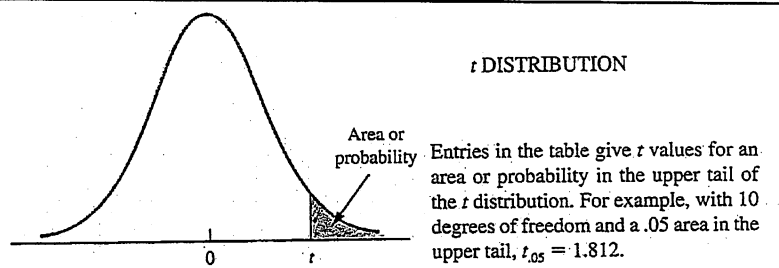 t DISTRIBUTION
Area or
probability
Entries in the table give t values for an
area or probability in the upper tail of
the t distribution. For example, with 10
degrees of freedom and a .05 area in the
upper tail, t.05 = 1.812.
0
t